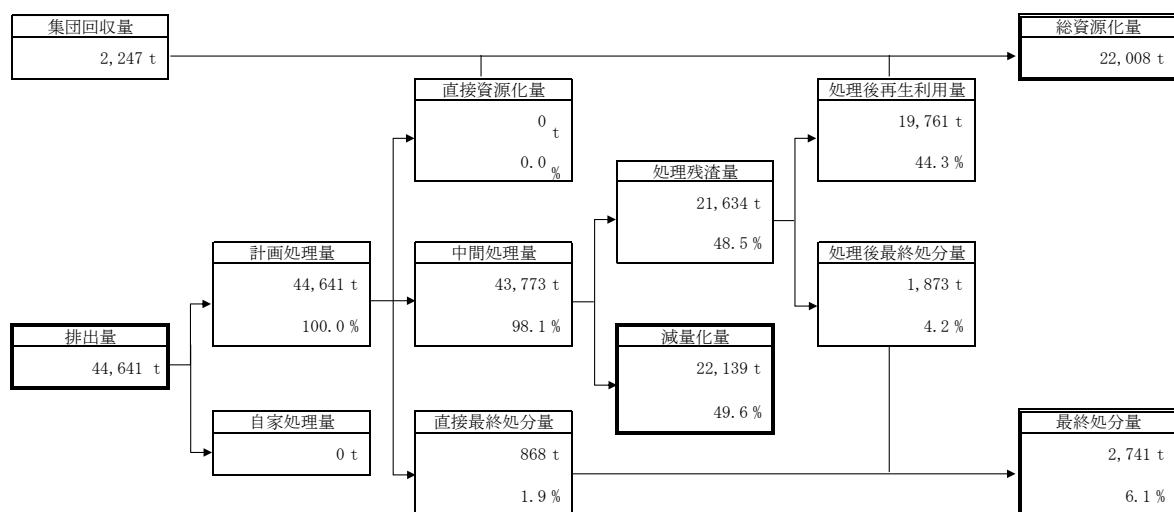 集団回収量
2,247 t
総資源化量
22,008 t
直接資源化量
0
t
0.0
%
処理後再生利用量
19,761 t
44.3 %
処理残渣量
21,634 t
48.5 %
計画処理量
44,641 t
100.0 %
中間処理量
43,773 t
98.1 %
処理後最終処分量
1,873 t
4.2 %
排出量
44,641 t
減量化量
22,139 t
49.6 %
自家処理量
0 t
直接最終処分量
868 t
1.9 %
最終処分量
2,741 t
6.1 %